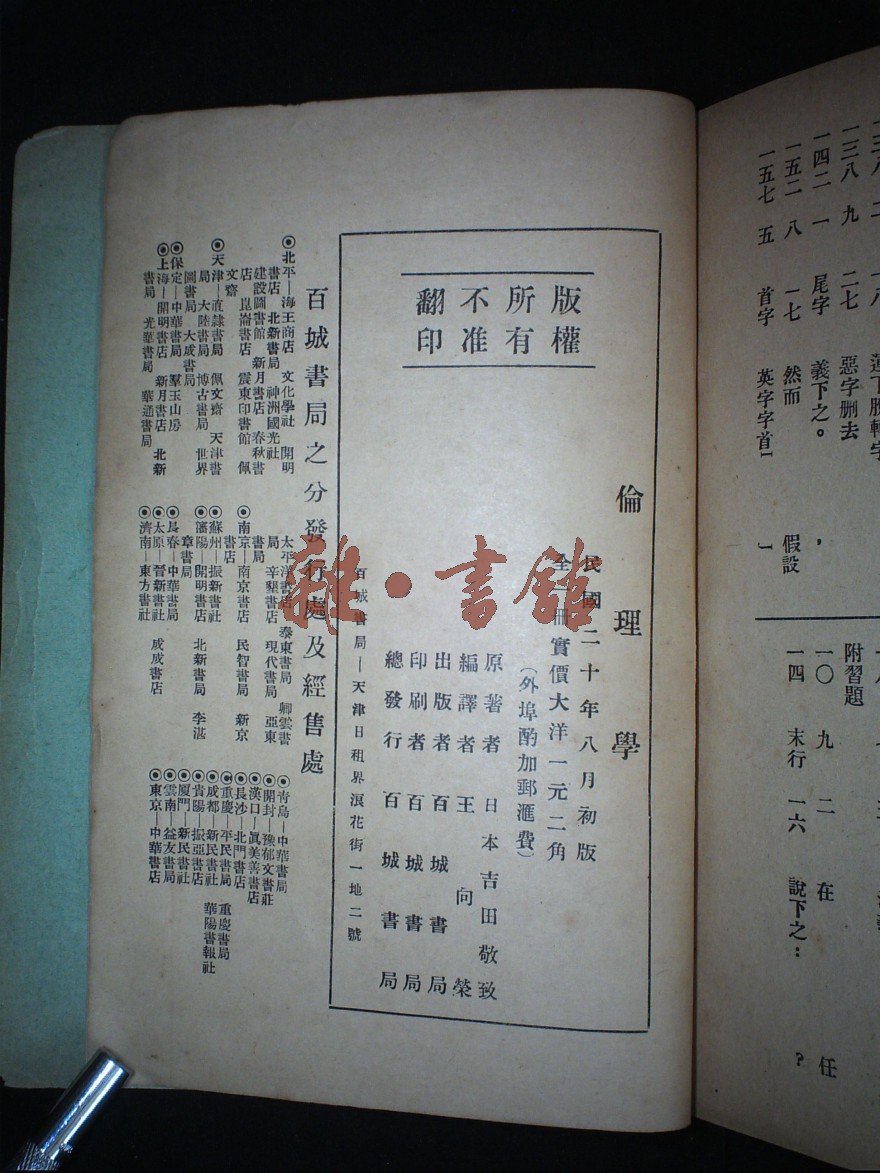 一三八 九 二七 惡字删去
一四二 一 尾字 義下之。 ，
一五二 八 一七 然而 假設
一五七 五 首字 英字字首「 」
附習題
一〇 九 二 在 任
一四 末行 一六 說下之： ？
倫理學
版權所有不准翻印
民國二十年八月初版
全一冊實價大洋一元二角
（外埠酌加郵滙費）
原著者 日本吉田敬致
編譯者 王向榮
出版者 百城書局
印刷者 百城書局
總發行 百城書局
百城書局—天津日租界浪花街一地二號
百城書局之分發行處及經售處
◉北平—海王商店 文化學社 開明
書店 北新書局 神洲國光社
建設圖書館 新月書店 春秋書
店 崑崙書店 震東印書館 佩
文齋
◉天津—直隸書局 佩文齋 天津書
局 大陸書局 博古書局 世界
圖書局 大成書局
◉保定—中華書局 羣玉山房
◉上海—開明書店 新月書店 北新
書局 光華書局 華通書局
太平洋書店 泰東書局 卿雲書
局 辛墾書店 現代書局 亞東
書局
◉南京—南京書店 民智書局 新京
書店
◉蘇州—振新書社
◉瀋陽—開明書店 北新書局 李湛
章書局
◉長春—中華書局
◉太原—晉新書社 成成書店
◉濟南—東方書社
◉青島—中華書局
◉開封—豫郁文書莊
◉漢口—眞美善書店
◉長沙—北門書店
◉重慶—平民書局 重慶書局
◉成都—新民書社 華陽書報社
◉貴陽—振亞書店
◉廈門—新民書社
◉雲南—益友書局
◉東京—中華書店
雜·書館